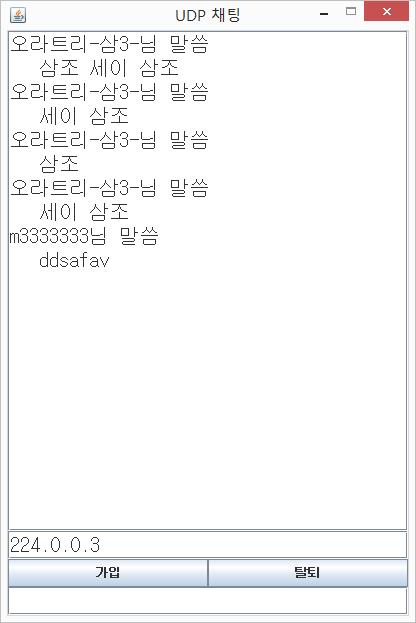 UDP 채팅
오라트리-삼3-님 말씀
삼조 세이 삼조
오라트리-삼3-님 말씀
세이 삼조
오라트리-삼3-님 말씀
삼조
오라트리-삼3-님 말씀
세이 삼조
m3333333님 말씀
ddsafav
224.0.0.3
가입 탈퇴